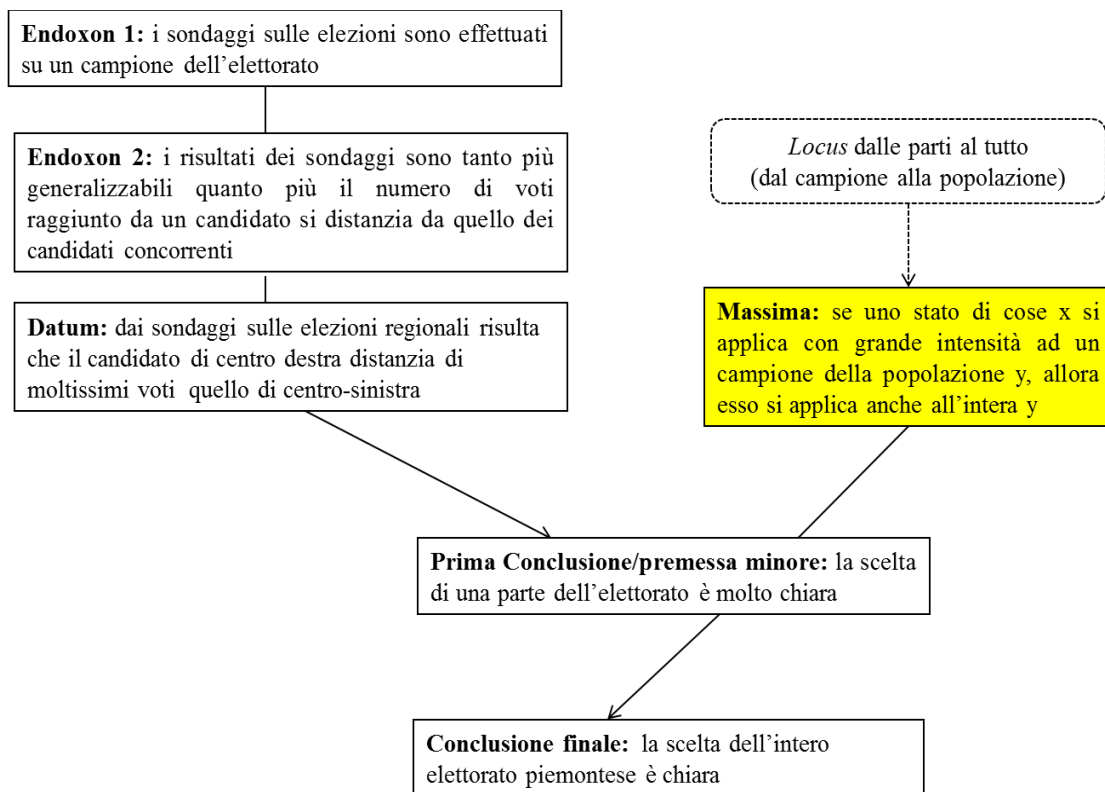 Endoxon 1: i sondaggi sulle elezioni sono effettuati
su un campione dell’elettorato
Endoxon 2: i risultati dei sondaggi sono tanto più
generalizzabili quanto più il numero di voti
raggiunto da un candidato si distanzia da quello dei
candidati concorrenti
Datum: dai sondaggi sulle elezioni regionali risulta
che il candidato di centro destra distanzia di
moltissimi voti quello di centro-sinistra
Locus dalle parti al tutto
(dal campione alla popolazione)
Massima: se uno stato di cose x si
applica con grande intensità ad un
campione della popolazione y, allora
esso si applica anche all’intera y
Prima Conclusione/premessa minore: la scelta
di una parte dell’elettorato è molto chiara
Conclusione finale: la scelta dell’intero
elettorato piemontese è chiara